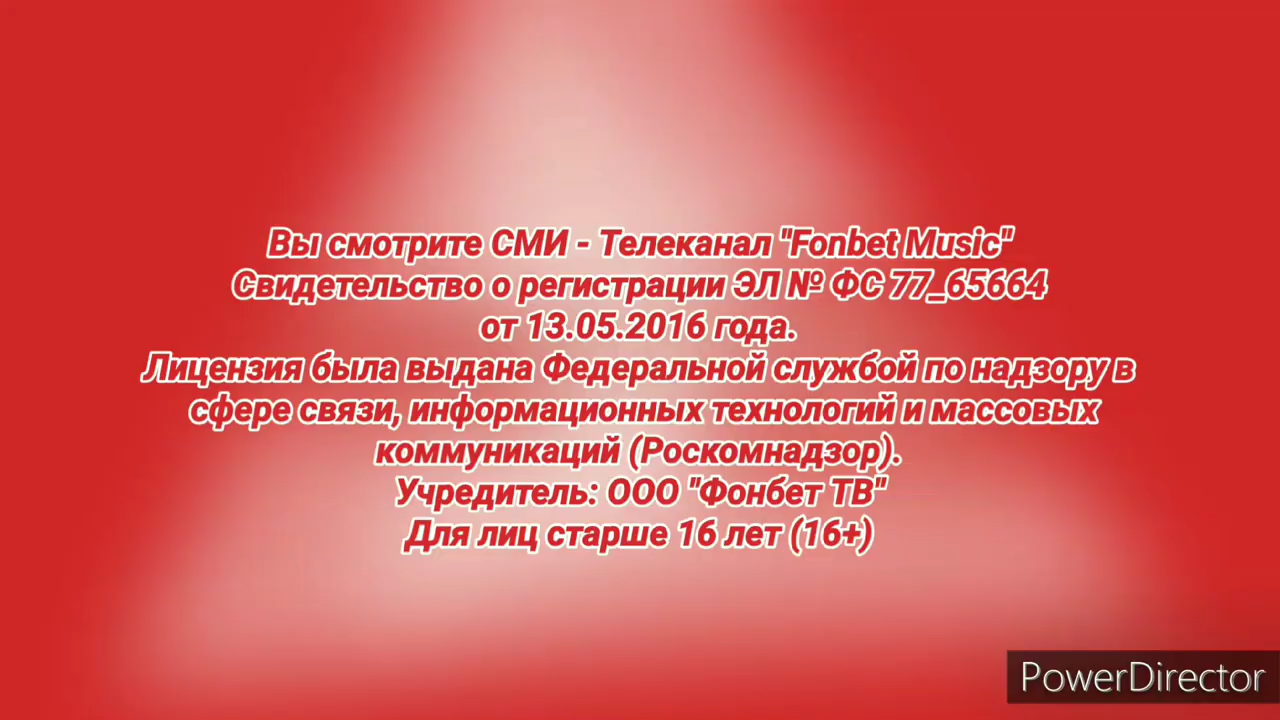 Вы смотрите СМИ - Телеканал "Fonbet Music"
Свидетельство о регистрации ЭЛ № ФС 77_65664
от 13.05.2016 года.
Лицензия была выдана Федеральной службой по надзору в
сфере связи, информационных технологий и массовых
коммуникаций (Роскомнадзор).
Учредитель: ООО "Фонбет ТВ"
Для лиц старше 16 лет (16+)
PowerDirector